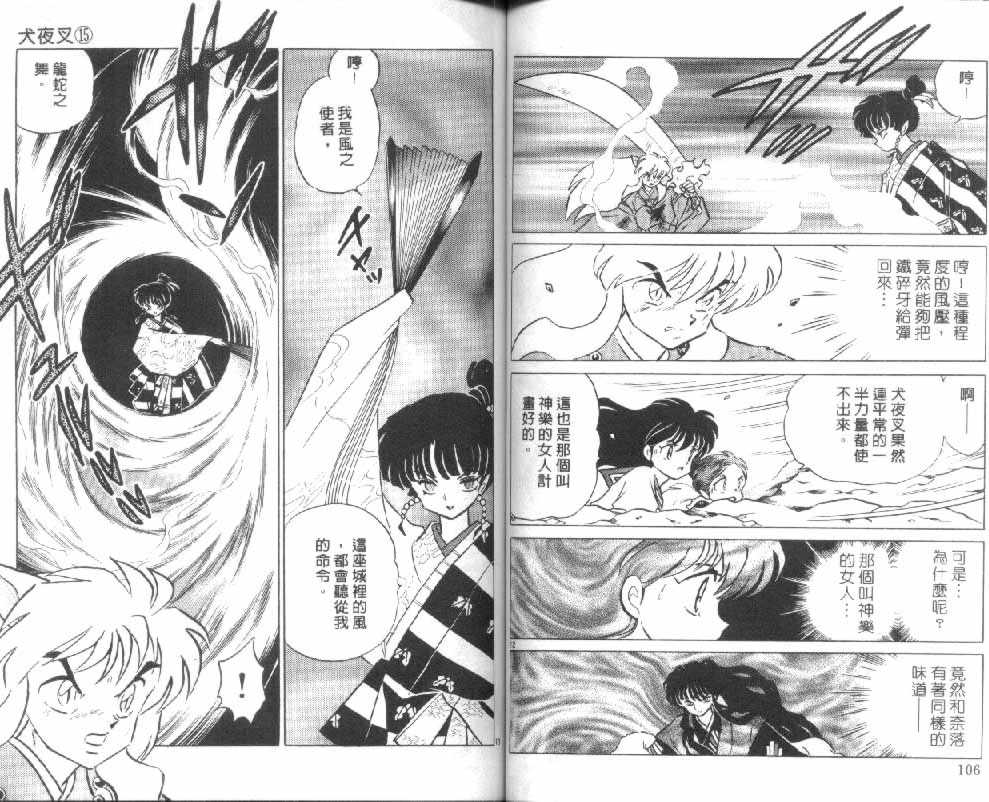 哼！
哼！這種程
度的風壓，
竟然能夠把
鐵碎牙給彈
回來…
啊
犬夜叉果然
連平常的一
半力量都使
不出來。
這也是那個叫
神樂的女人計
畫好的。
可是…
為什麼呢？
那個叫神樂
的女人…
竟然和奈落
有著同樣的
味道——
106
犬夜叉⑮
哼！
我是風之
使者，
這座城裡的風
，都會聽從我
的命令。
龍蛇之
舞。
！